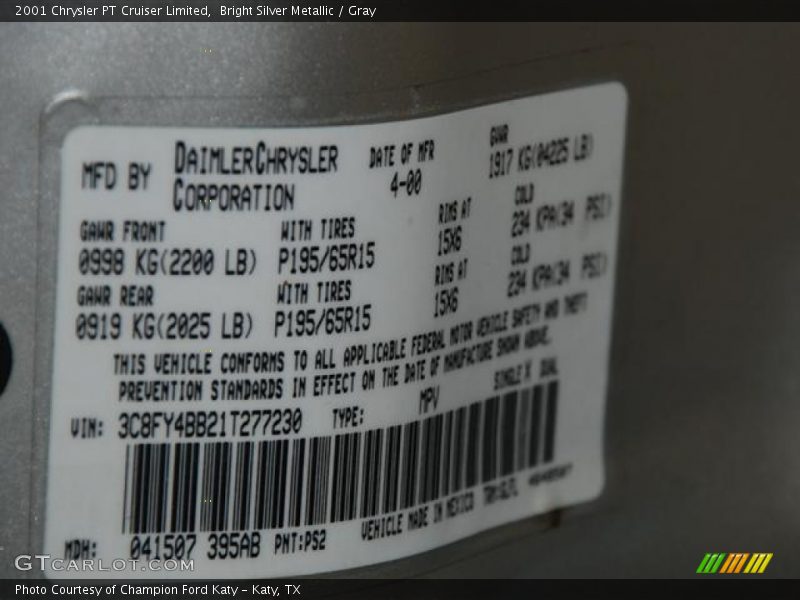 2001 Chrysler PT Cruiser Limited,  Bright Silver Metallic / Gray
MFD BY DAIMLERCHRYSLER CORPORATION
DATE OF MFR 4-00
GVWR 1917 KG(04225 LB)
GAWR FRONT WITH TIRES RIMS AT COLD
0998 KG(2200 LB) P195/65R15 15X6 234 KPA(34 PSI)
GAWR REAR WITH TIRES RIMS AT COLD
0919 KG(2025 LB) P195/65R15 15X6 234 KPA(34 PSI)
THIS VEHICLE CONFORMS TO ALL APPLICABLE FEDERAL MOTOR VEHICLE SAFETY AND THEFT
PREVENTION STANDARDS IN EFFECT ON THE DATE OF MANUFACTURE SHOWN ABOVE.
VIN: 3C8FY4BB21T277230 TYPE: MPV SINGLE X DUAL
MDH: 041507 395AB PNT:PS2 VEHICLE MADE IN MEXICO
GTCARLOT.COM
Photo Courtesy of Champion Ford Katy - Katy, TX